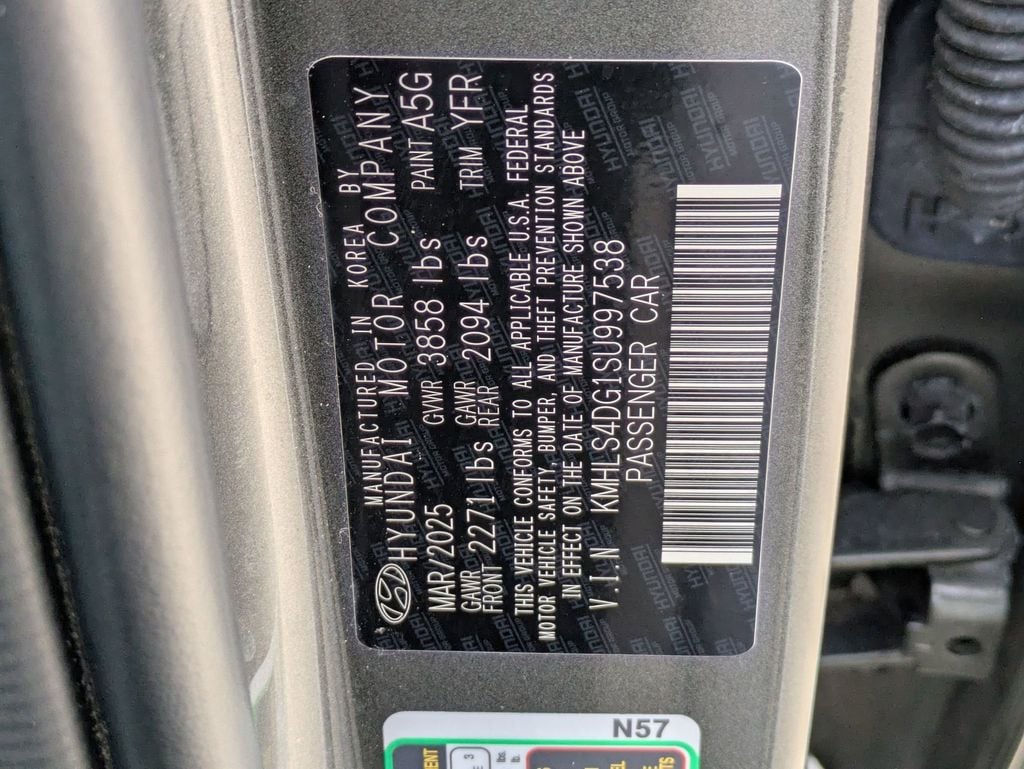 MANUFACTURED IN KOREA BY
HYUNDAI MOTOR COMPANY
MAR/2025 GVWR 3858 lbs PAINT A5G
GAWR FRONT 2271 lbs GAWR REAR 2094 lbs TRIM YFR
THIS VEHICLE CONFORMS TO ALL APPLICABLE U.S.A. FEDERAL
MOTOR VEHICLE SAFETY, BUMPER, AND THEFT PREVENTION STANDARDS
IN EFFECT ON THE DATE OF MANUFACTURE SHOWN ABOVE
V.I.N KMHLS4DG1SU997538
PASSENGER CAR
N57